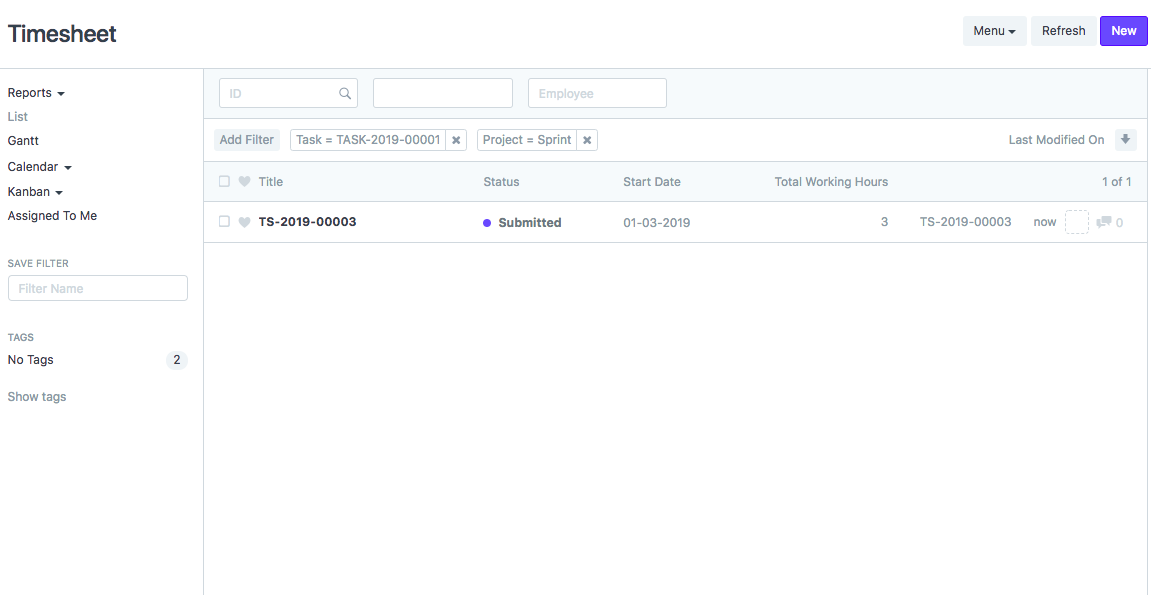 Timesheet
Menu
Refresh
New
Reports
List
Gantt
Calendar
Kanban
Assigned To Me
SAVE FILTER
Filter Name
TAGS
No Tags 2
Show tags
ID
Employee
Add Filter
Task = TASK-2019-00001
Project = Sprint
Last Modified On
Title Status Start Date Total Working Hours 1 of 1
TS-2019-00003 Submitted 01-03-2019 3 TS-2019-00003 now 0